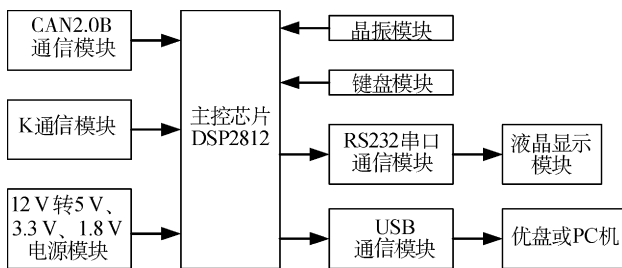 CAN2.0B
通信模块
K通信模块
12 V转5 V、
3.3 V、1.8 V
电源模块
主控芯片
DSP2812
晶振模块
键盘模块
RS232串口
通信模块
液晶显示
模块
USB
通信模块
优盘或PC机